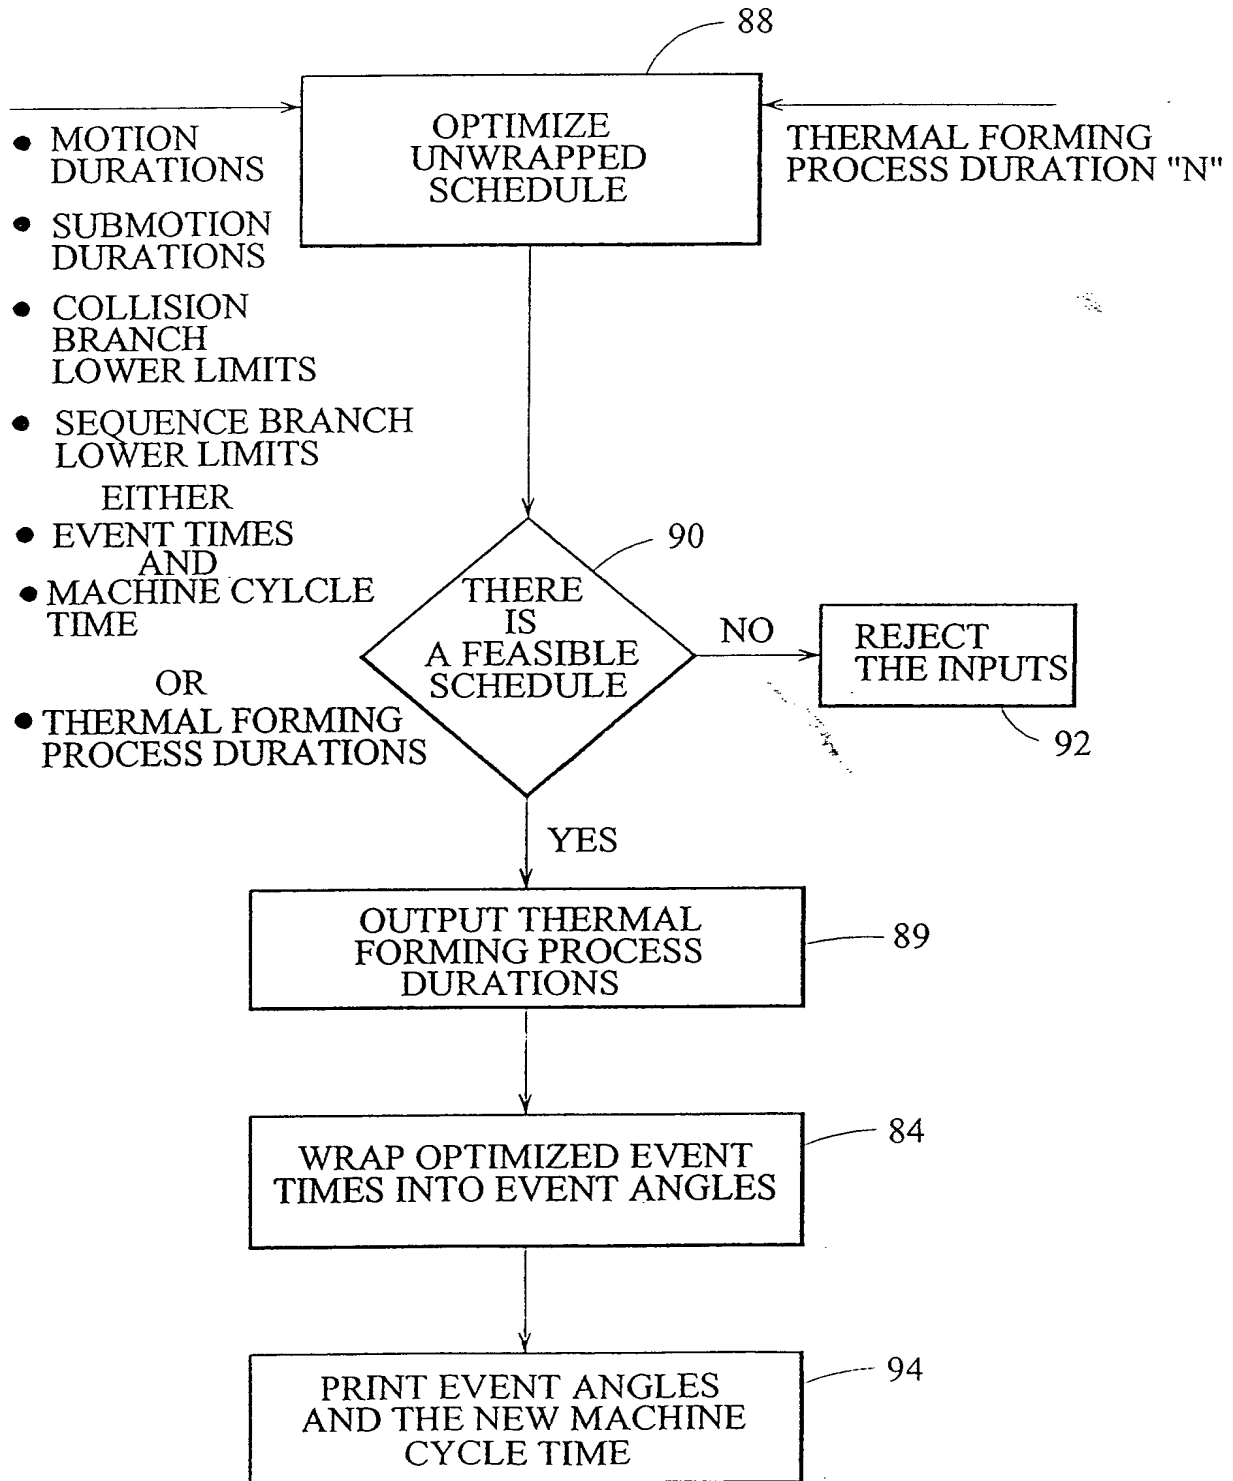 88
OPTIMIZE
UNWRAPPED
SCHEDULE
THERMAL FORMING
PROCESS DURATION "N"
• MOTION
DURATIONS
• SUBMOTION
DURATIONS
• COLLISION
BRANCH
LOWER LIMITS
• SEQUENCE BRANCH
LOWER LIMITS
EITHER
• EVENT TIMES
AND
• MACHINE CYLCLE
TIME
OR
• THERMAL FORMING
PROCESS DURATIONS
90
THERE
IS
A FEASIBLE
SCHEDULE
NO
REJECT
THE INPUTS
92
YES
OUTPUT THERMAL
FORMING PROCESS
DURATIONS
89
WRAP OPTIMIZED EVENT
TIMES INTO EVENT ANGLES
84
PRINT EVENT ANGLES
AND THE NEW MACHINE
CYCLE TIME
94